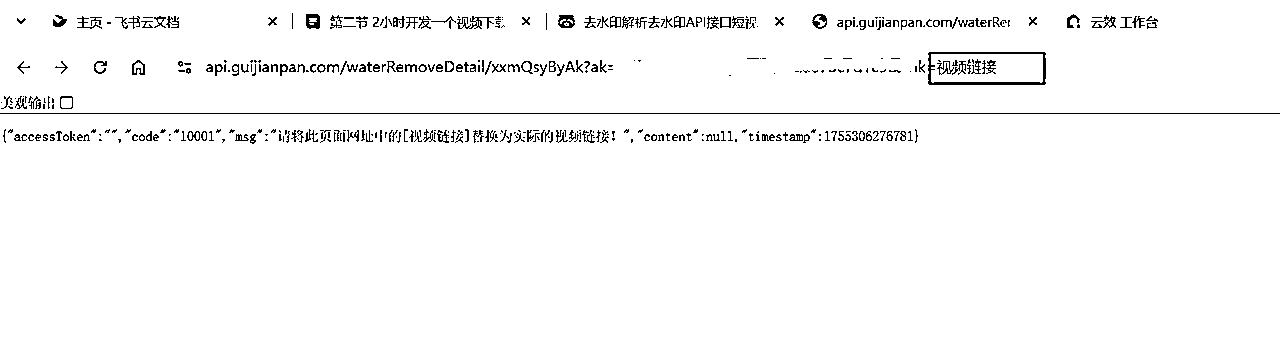 主页 - 飞书云文档
第二节 2小时开发一个视频下载
去水印解析去水印API接口短视
api.guijianpan.com/waterRer
云效 工作台
api.guijianpan.com/waterRemoveDetail/xxmQsyByAk?ak= nk=视频链接
美观输出
{"accessToken":"","code":"10001","msg":"请将此页面网址中的[视频链接]替换为实际的视频链接！","content":null,"timestamp":1755306276781}